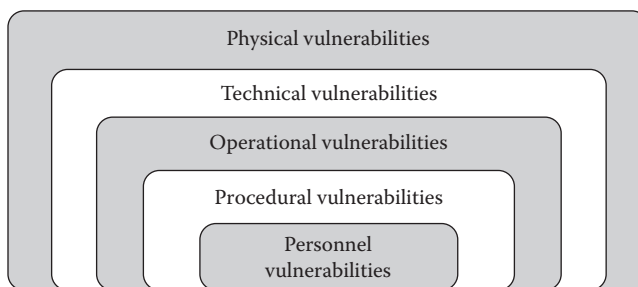 Physical vulnerabilities
Technical vulnerabilities
Operational vulnerabilities
Procedural vulnerabilities
Personnel
vulnerabilities